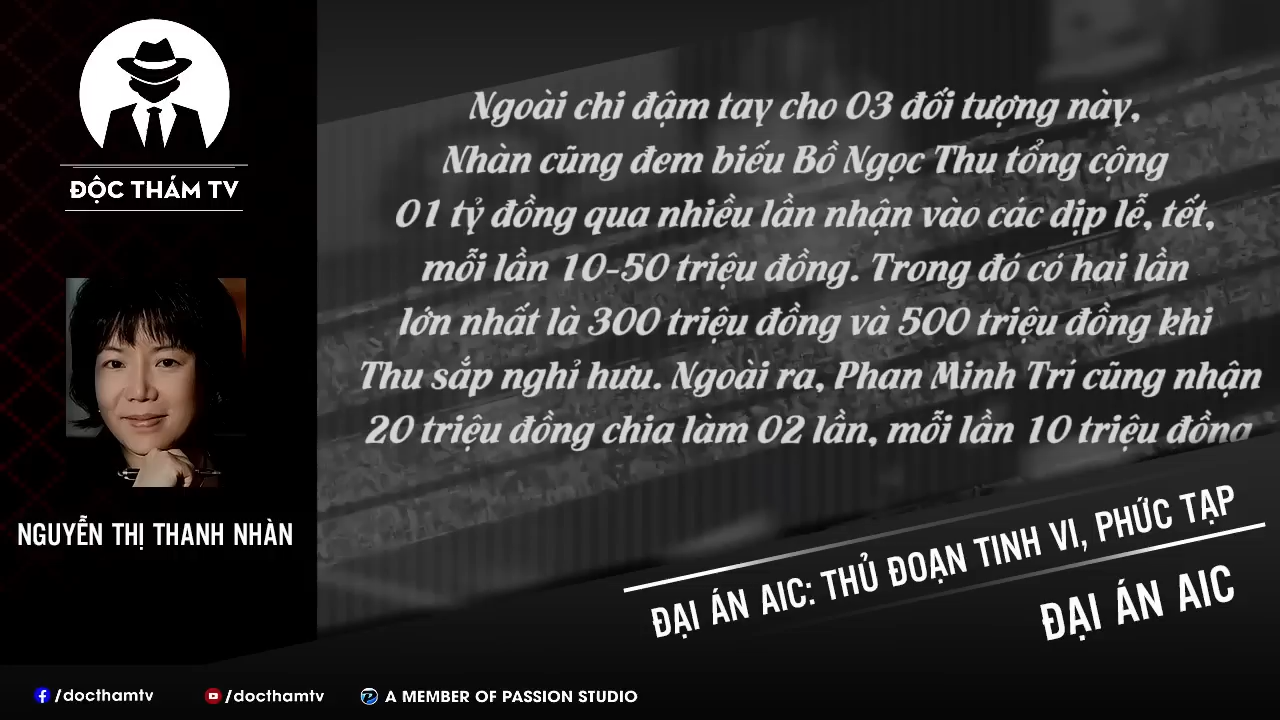 ĐỘC THÁM TV
NGUYỄN THỊ THANH NHÀN
Ngoài chi đậm tay cho 03 đối tượng này,
Nhàn cũng đem biếu Bồ Ngọc Thu tổng cộng
01 tỷ đồng qua nhiều lần nhận vào các dịp lễ, tết,
mỗi lần 10-50 triệu đồng. Trong đó có hai lần
lớn nhất là 300 triệu đồng và 500 triệu đồng khi
Thu sắp nghỉ hưu. Ngoài ra, Phan Minh Trí cũng nhận
20 triệu đồng chia làm 02 lần, mỗi lần 10 triệu đồng
ĐẠI ÁN AIC: THỦ ĐOẠN TINH VI, PHỨC TẠP
ĐẠI ÁN AIC
/docthamtv
/docthamtv
A MEMBER OF PASSION STUDIO